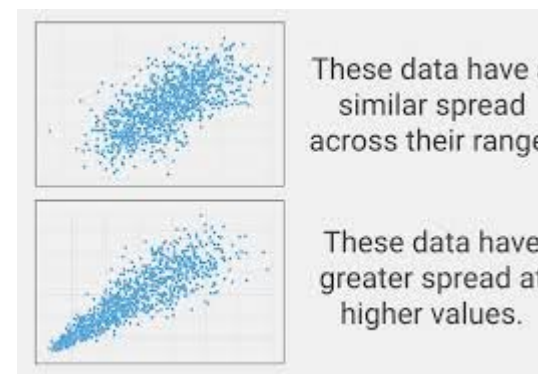 These data have
similar spread
across their range
These data have
greater spread at
higher values.